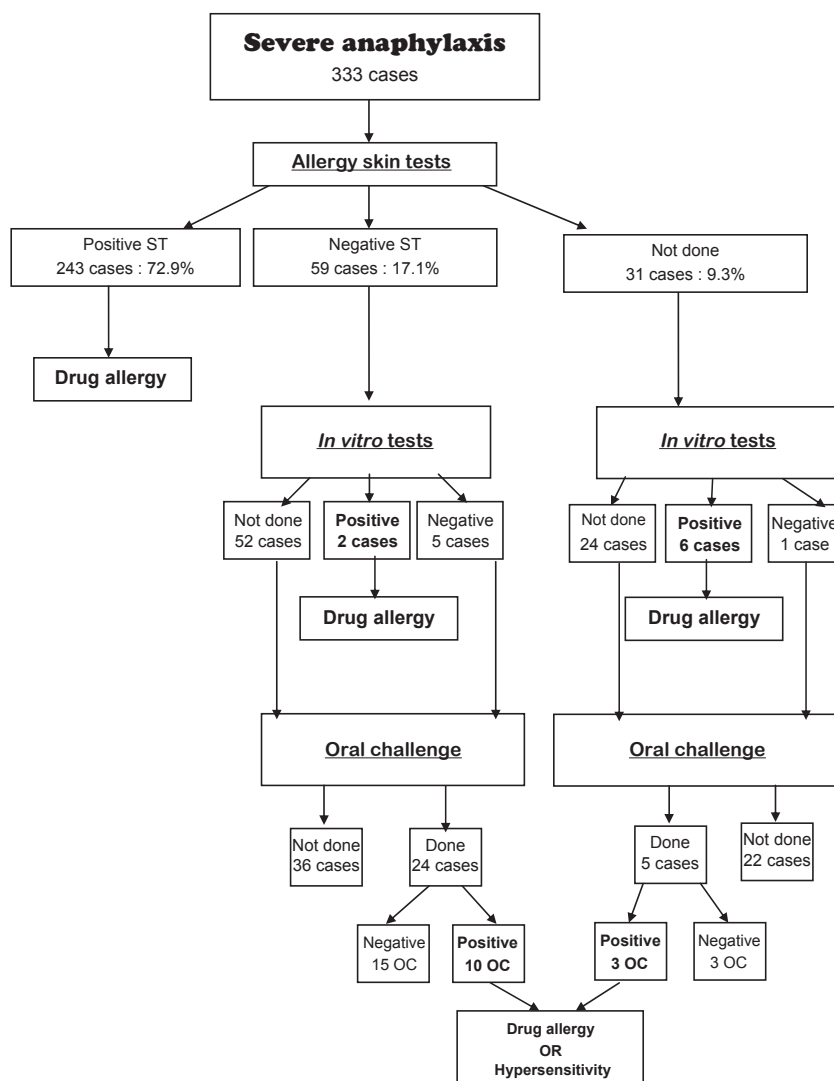 Severe anaphylaxis
333 cases
Allergy skin tests
Positive ST
243 cases : 72.9%
Negative ST
59 cases : 17.1%
Not done
31 cases : 9.3%
Drug allergy
In vitro tests
In vitro tests
Not done
52 cases
Positive
2 cases
Negative
5 cases
Not done
24 cases
Positive
6 cases
Negative
1 case
Drug allergy
Drug allergy
Oral challenge
Oral challenge
Not done
36 cases
Done
24 cases
Done
5 cases
Not done
22 cases
Negative
15 OC
Positive
10 OC
Positive
3 OC
Negative
3 OC
Drug allergy
OR
Hypersensitivity